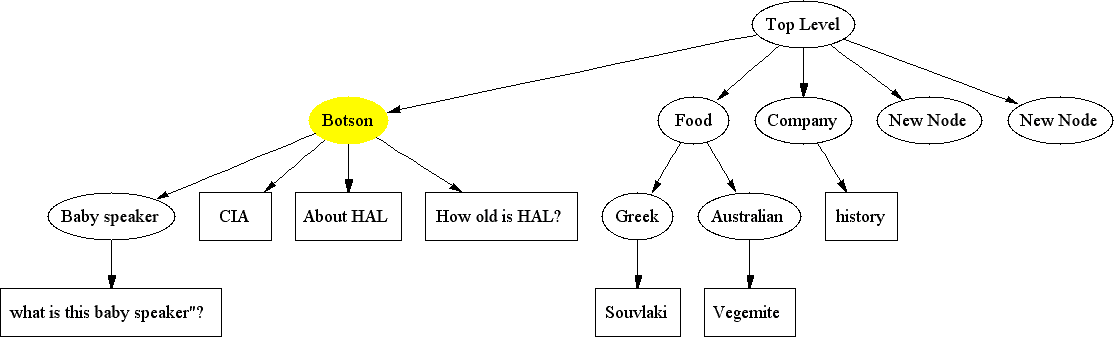 Top Level
Botson
Food
Company
New Node
New Node
Baby speaker
CIA
About HAL
How old is HAL?
Greek
Australian
history
what is this baby speaker"?
Souvlaki
Vegemite